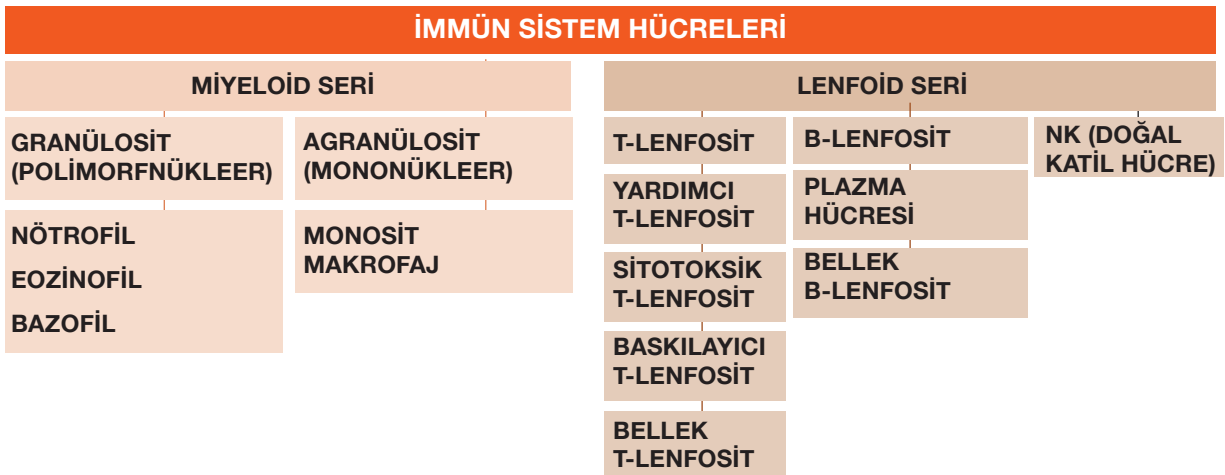 İMMÜN SİSTEM HÜCRELERİ
MİYELOİD SERİ
GRANÜLOSİT
(POLİMORFNÜKLEER)
NÖTROFİL
EOZİNOFİL
BAZOFİL
AGRANÜLOSİT
(MONONÜKLEER)
MONOSİT
MAKROFAJ
LENFOİD SERİ
T-LENFOSİT
YARDIMCI
T-LENFOSİT
SİTOTOKSİK
T-LENFOSİT
BASKILAYICI
T-LENFOSİT
BELLEK
T-LENFOSİT
B-LENFOSİT
PLAZMA
HÜCRESİ
BELLEK
B-LENFOSİT
NK (DOĞAL
KATİL HÜCRE)